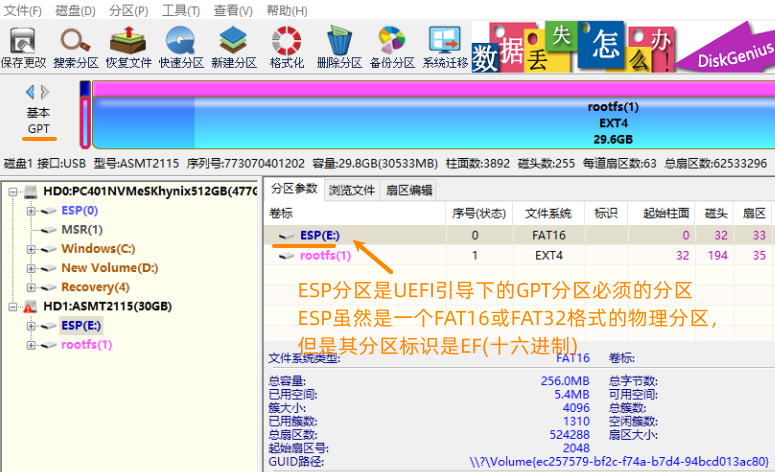 文件(F) 磁盘(D) 分区(P) 工具(T) 查看(V) 帮助(H)
保存更改 搜索分区 恢复文件 快速分区 新建分区 格式化 删除分区 备份分区 系统迁移
数据丢失怎么办!
DiskGenius
基本
GPT
rootfs(1)
EXT4
29.6GB
磁盘1 接口:USB 型号:ASMT2115 序列号:773070401202 容量:29.8GB(30533MB) 柱面数:3892 磁头数:255 每道扇区数:63 总扇区数:62533296
HD0:PC401NVMeSKhynix512GB(477G
ESP(0)
MSR(1)
Windows(C:)
New Volume(D:)
Recovery(4)
HD1:ASMT2115(30GB)
ESP(E:)
rootfs(1)
分区参数 浏览文件 扇区编辑
卷标 序号(状态) 文件系统 标识 起始柱面 磁头 扇区
ESP(E:) 0 FAT16 0 32 33
rootfs(1) 1 EXT4 32 194 35
ESP分区是UEFI引导下的GPT分区必须的分区
ESP虽然是一个FAT16或FAT32格式的物理分区,
但是其分区标识是EF(十六进制)
文件系统类型: FAT16 卷标:
总容量: 256.0MB 总字节数:
已用空间: 5.4MB 可用空间:
簇大小: 4096 总簇数:
已用簇数: 1310 空闲簇数:
总扇区数: 524288 扇区大小:
起始扇区号: 2048
GUID路径: \\?\Volume{ec257579-bf2c-f74a-b7d4-94bcd013ac80}